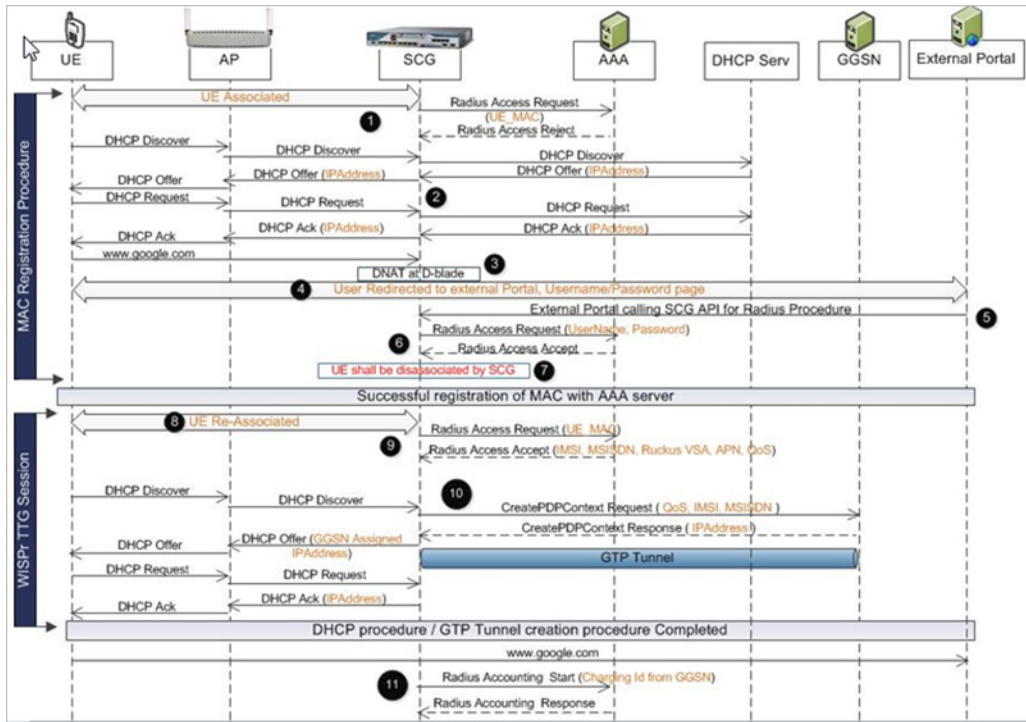 UE
AP
SCG
AAA
DHCP Serv
GGSN
External Portal
MAC Registration Procedure
UE Associated
Radius Access Request
(UE_MAC)
1
Radius Access Reject
DHCP Discover
DHCP Discover
DHCP Discover
DHCP Offer (IPAddress)
DHCP Offer (IPAddress)
DHCP Offer
2
DHCP Request
DHCP Request
DHCP Request
DHCP Ack (IPAddress)
DHCP Ack (IPAddress)
DHCP Ack
www.google.com
3
DNAT at D-blade
4
User Redirected to external Portal, Username/Password page
External Portal calling SCG API for Radius Procedure
5
Radius Access Request (UserName, Password)
6
Radius Access Accept
UE shall be disassociated by SCG
7
Successful registration of MAC with AAA server
WISPr TTG Session
8
UE Re-Associated
Radius Access Request (UE_MAC)
9
Radius Access Accept (IMSI, MSISDN, Ruckus VSA, APN, QoS)
DHCP Discover
DHCP Discover
10
CreatePDPContext Request ( QoS, IMSI, MSISDN )
CreatePDPContext Response ( IPAddress )
DHCP Offer (GGSN Assigned
IPAddress)
DHCP Offer
GTP Tunnel
DHCP Request
DHCP Request
DHCP Ack (IPAddress)
DHCP Ack
DHCP procedure / GTP Tunnel creation procedure Completed
www.google.com
11
Radius Accounting Start (Charging Id from GGSN)
Radius Accounting Response